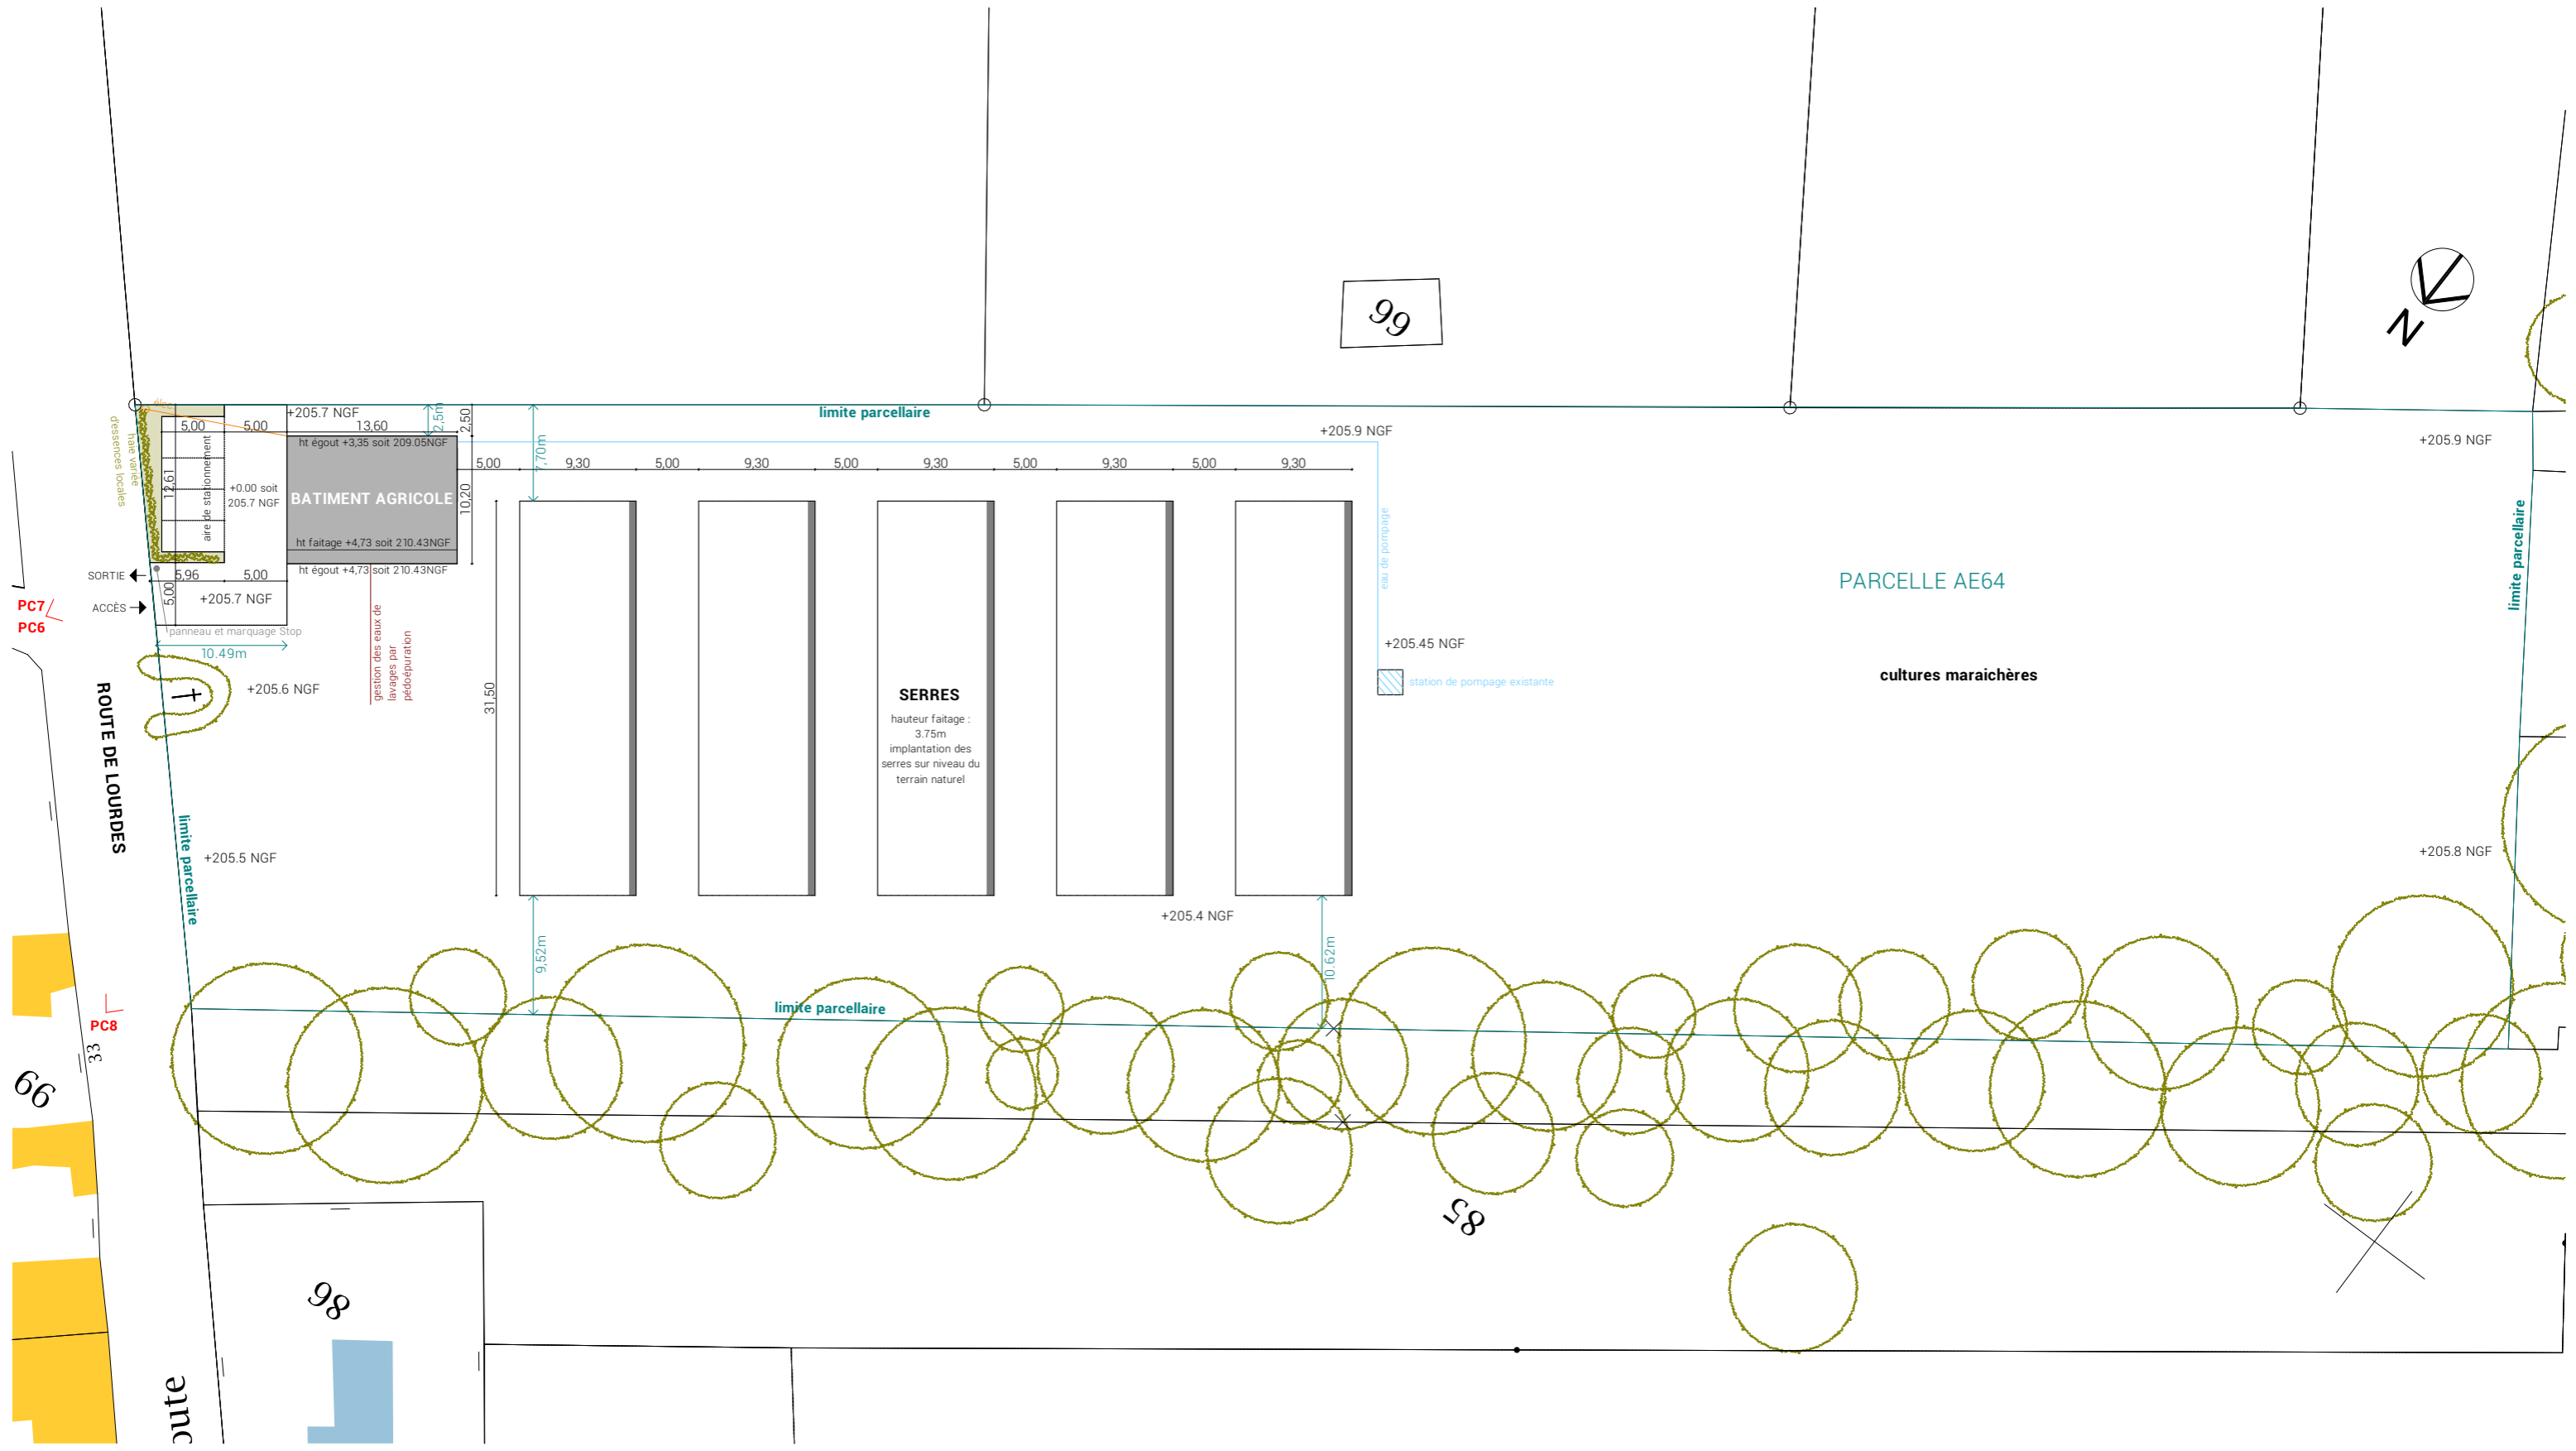 66
N
limite parcellaire
+205.7 NGF
élec
2,5m
2,50
5,00
5,00
13,60
ht égout +3,35 soit 209.05NGF
haie variée
d'essences locales
12,61
aire de stationnement
+0.00 soit
205.7 NGF
BATIMENT AGRICOLE
10,20
ht faitage +4,73 soit 210.43NGF
ht égout +4,73 soit 210.43NGF
7,70m
5,00
9,30
5,00
9,30
5,00
9,30
5,00
9,30
5,00
9,30
+205.9 NGF
+205.9 NGF
eau de pompage
limite parcellaire
PARCELLE AE64
cultures maraichères
SORTIE
ACCÈS
5,96
5,00
5,00
+205.7 NGF
panneau et marquage Stop
10.49m
PC7
PC6
gestion des eaux de
lavages par
pédoépuration
+205.6 NGF
31,50
SERRES
hauteur faitage :
3.75m
implantation des
serres sur niveau du
terrain naturel
+205.45 NGF
station de pompage existante
ROUTE DE LOURDES
limite parcellaire
+205.5 NGF
+205.8 NGF
+205.4 NGF
9,52m
10.62m
limite parcellaire
PC8
33
99
85
98